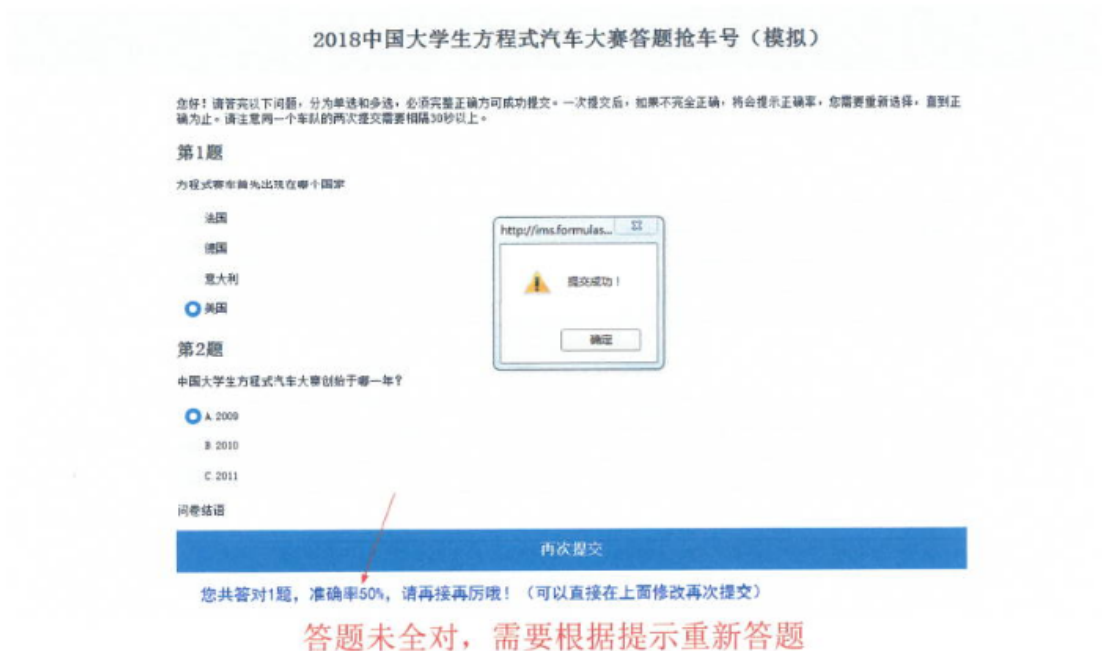 2018中国大学生方程式汽车大赛答题抢车号（模拟）
您好！请答完以下问题，分为单选和多选，必须完整正确方可成功提交。一次提交后，如果不完全正确，将会提示正确率，您需要重新选择，直到正
确为止。请注意同一个车队的两次提交需要相隔30秒以上。
第1题
方程式赛车首先出现在哪个国家
法国
德国
意大利
美国
http://ims.formulas...
提交成功！
确定
第2题
中国大学生方程式汽车大赛创始于哪一年？
A 2009
B 2010
C 2011
问卷结语
再次提交
您共答对1题，准确率50%，请再接再厉哦！（可以直接在上面修改再次提交）
答题未全对，需要根据提示重新答题